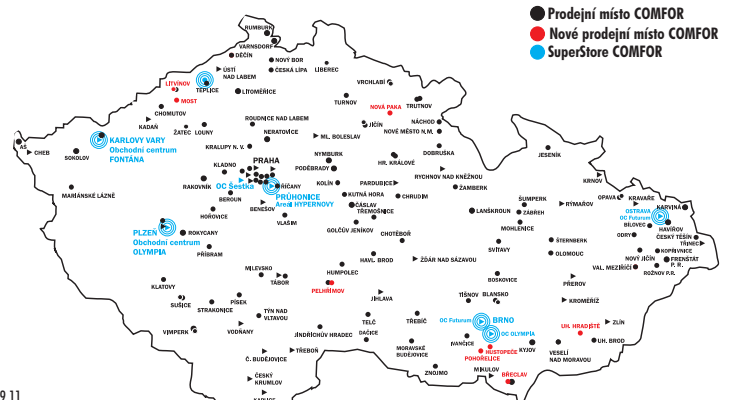 Prodejní místo COMFOR
Nové prodejní místo COMFOR
SuperStore COMFOR
RUMBURK
VARNSDORF
DĚČÍN
NOVÝ BOR
ÚSTÍ
NAD LABEM
ČESKÁ LÍPA
LIBEREC
LITVÍNOV
TEPLICE
LITOMĚŘICE
VRCHLABÍ
MOST
TURNOV
TRUTNOV
CHOMUTOV
NOVÁ PAKA
KADAŇ
ŽATEC
LOUNY
ROUDNICE NAD LABEM
JIČÍN
NÁCHOD
NOVÉ MĚSTO N.M.
NERATOVICE
ML. BOLESLAV
KARLOVY VARY
Obchodní centrum
FONTÁNA
KRALUPY N. V.
DOBRUŠKA
AŠ
CHEB
SOKOLOV
NYMBURK
HR. KRÁLOVÉ
JESENÍK
KLADNO
PRAHA
PODĚBRADY
RYCHNOV NAD KNĚŽNOU
KRNOV
RAKOVNÍK
OC Šestka
ŘÍČANY
KOLÍN
PARDUBICE
ŽAMBERK
MARIÁNSKÉ LÁZNĚ
BEROUN
PRŮHONICE
Areál HYPERNOVY
KUTNÁ HORA
CHRUDIM
OPAVA
KRAVAŘE
BENEŠOV
ČÁSLAV
ŠUMPERK
RÝMAŘOV
KARVINÁ
HOŘOVICE
TŘEMOŠNICE
LANŠKROUN
ZÁBŘEH
OSTRAVA
OC Futurum
VLAŠIM
GOLČŮV JENÍKOV
MOHLENICE
BÍLOVEC
HAVÍŘOV
PLZEŇ
Obchodní centrum
OLYMPIA
ROKYCANY
CHOTĚBOŘ
ODRY
ČESKÝ TĚŠÍN
SVITAVY
ŠTERNBERK
TŘINEC
PŘÍBRAM
HAVL. BROD
ŽĎÁR NAD SÁZAVOU
OLOMOUC
NOVÝ JIČÍN
KOPŘIVNICE
FRENŠTÁT
P. R.
VAL. MEZIŘÍČÍ
ROŽNOV P.R.
MILEVSKO
TÁBOR
HUMPOLEC
BOSKOVICE
PŘEROV
KLATOVY
PELHŘIMOV
JIHLAVA
SUŠICE
STRAKONICE
PÍSEK
TÝN NAD
VLTAVOU
TIŠNOV
BLANSKO
KROMĚŘÍŽ
VIMPERK
VODŇANY
TELČ
TŘEBÍČ
OC Futurum
BRNO
ZLÍN
JINDŘICHŮV HRADEC
DAČICE
OC OLYMPIA
UH. HRADIŠTĚ
IVANČICE
UH. BROD
Č. BUDĚJOVICE
TŘEBOŇ
MORAVSKÉ
BUDĚJOVICE
HUSTOPEČE
POHOŘELICE
KYJOV
VESELÍ
NAD MORAVOU
ČESKÝ
KRUMLOV
ZNOJMO
MIKULOV
BŘECLAV
KAPLICE
9 11